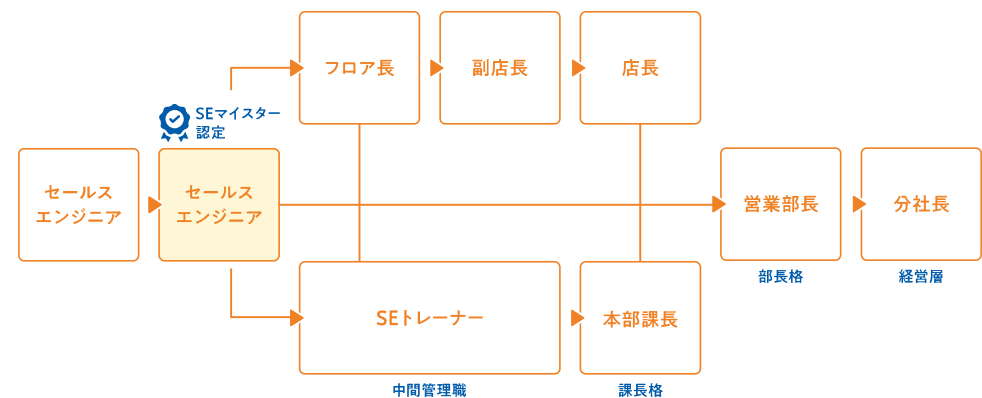 フロア長
副店長
店長
SEマイスター
認定
セールス
エンジニア
セールス
エンジニア
営業部長
分社長
部長格
経営層
SEトレーナー
本部課長
中間管理職
課長格